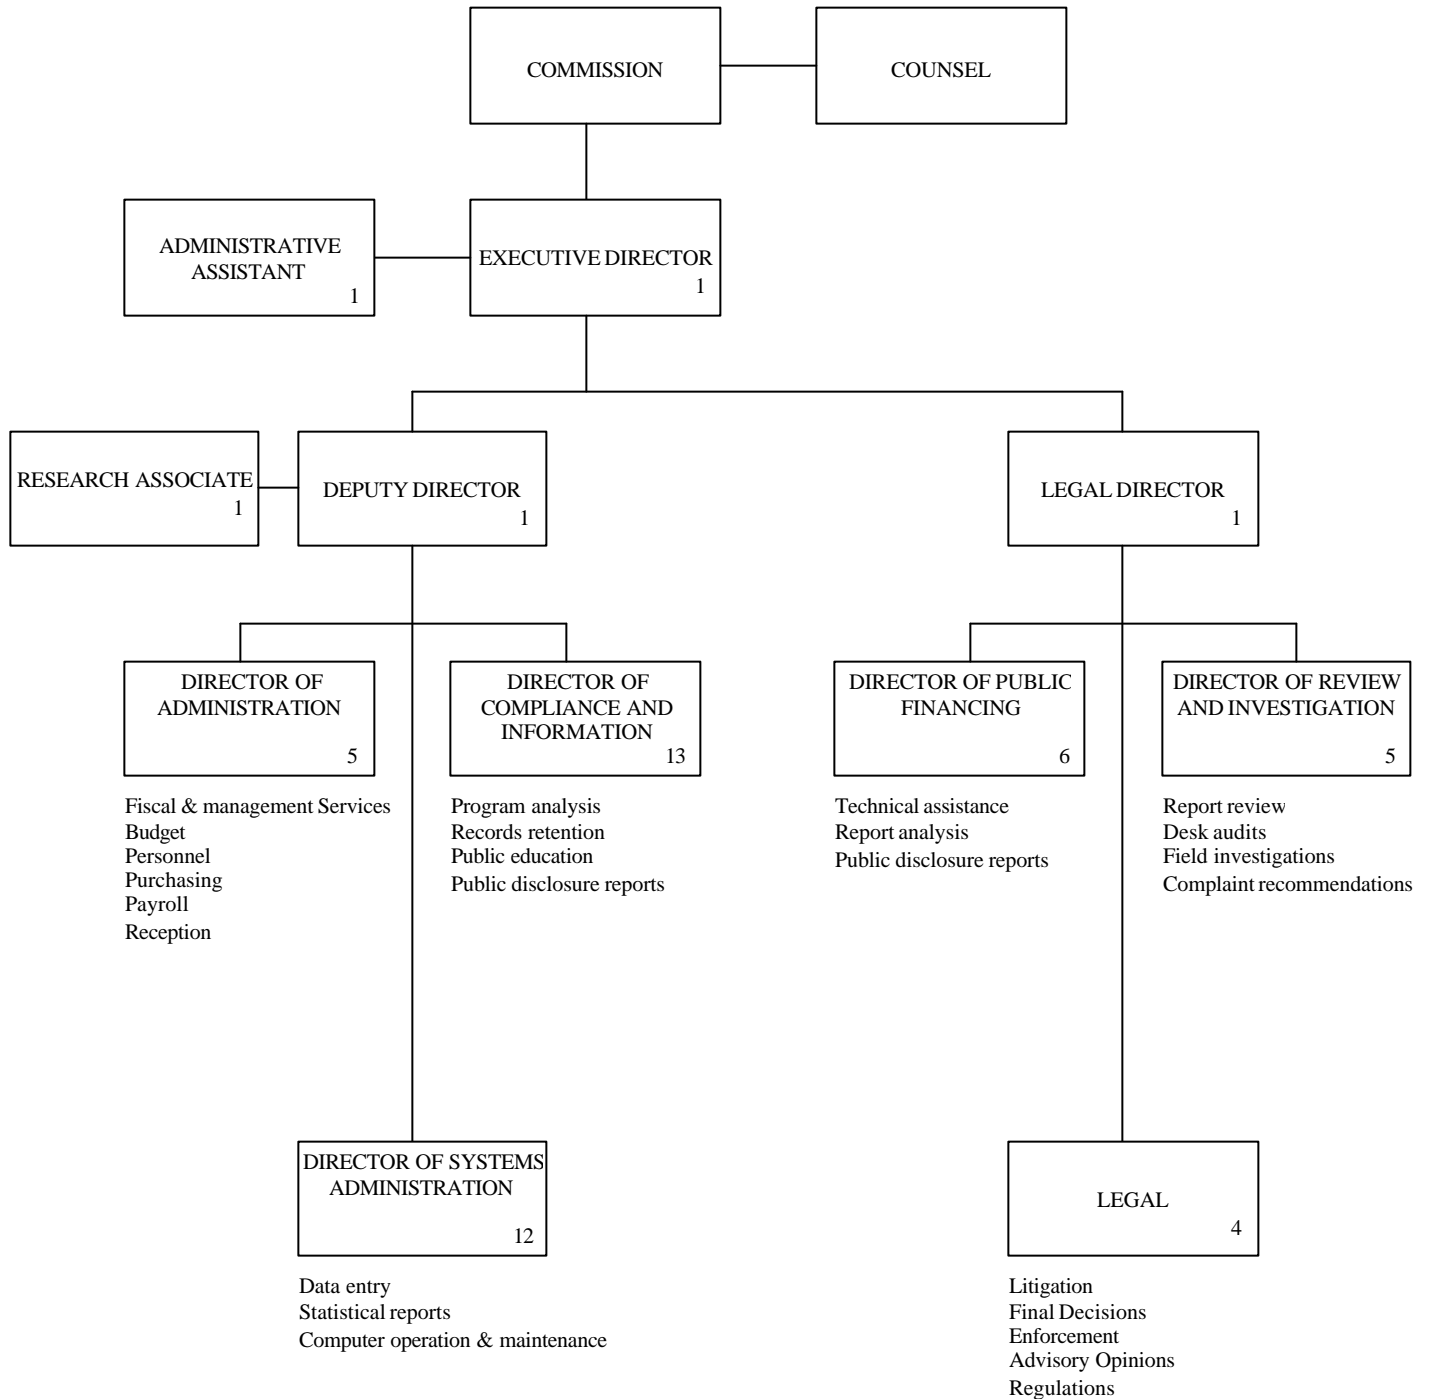 COMMISSION
COUNSEL
ADMINISTRATIVE
ASSISTANT
1
EXECUTIVE DIRECTOR
1
RESEARCH ASSOCIATE
1
DEPUTY DIRECTOR
1
LEGAL DIRECTOR
1
DIRECTOR OF
ADMINISTRATION
5
Fiscal & management Services
Budget
Personnel
Purchasing
Payroll
Reception
DIRECTOR OF
COMPLIANCE AND
INFORMATION
13
Program analysis
Records retention
Public education
Public disclosure reports
DIRECTOR OF PUBLIC
FINANCING
6
Technical assistance
Report analysis
Public disclosure reports
DIRECTOR OF REVIEW
AND INVESTIGATION
5
Report review
Desk audits
Field investigations
Complaint recommendations
DIRECTOR OF SYSTEMS
ADMINISTRATION
12
Data entry
Statistical reports
Computer operation & maintenance
LEGAL
4
Litigation
Final Decisions
Enforcement
Advisory Opinions
Regulations